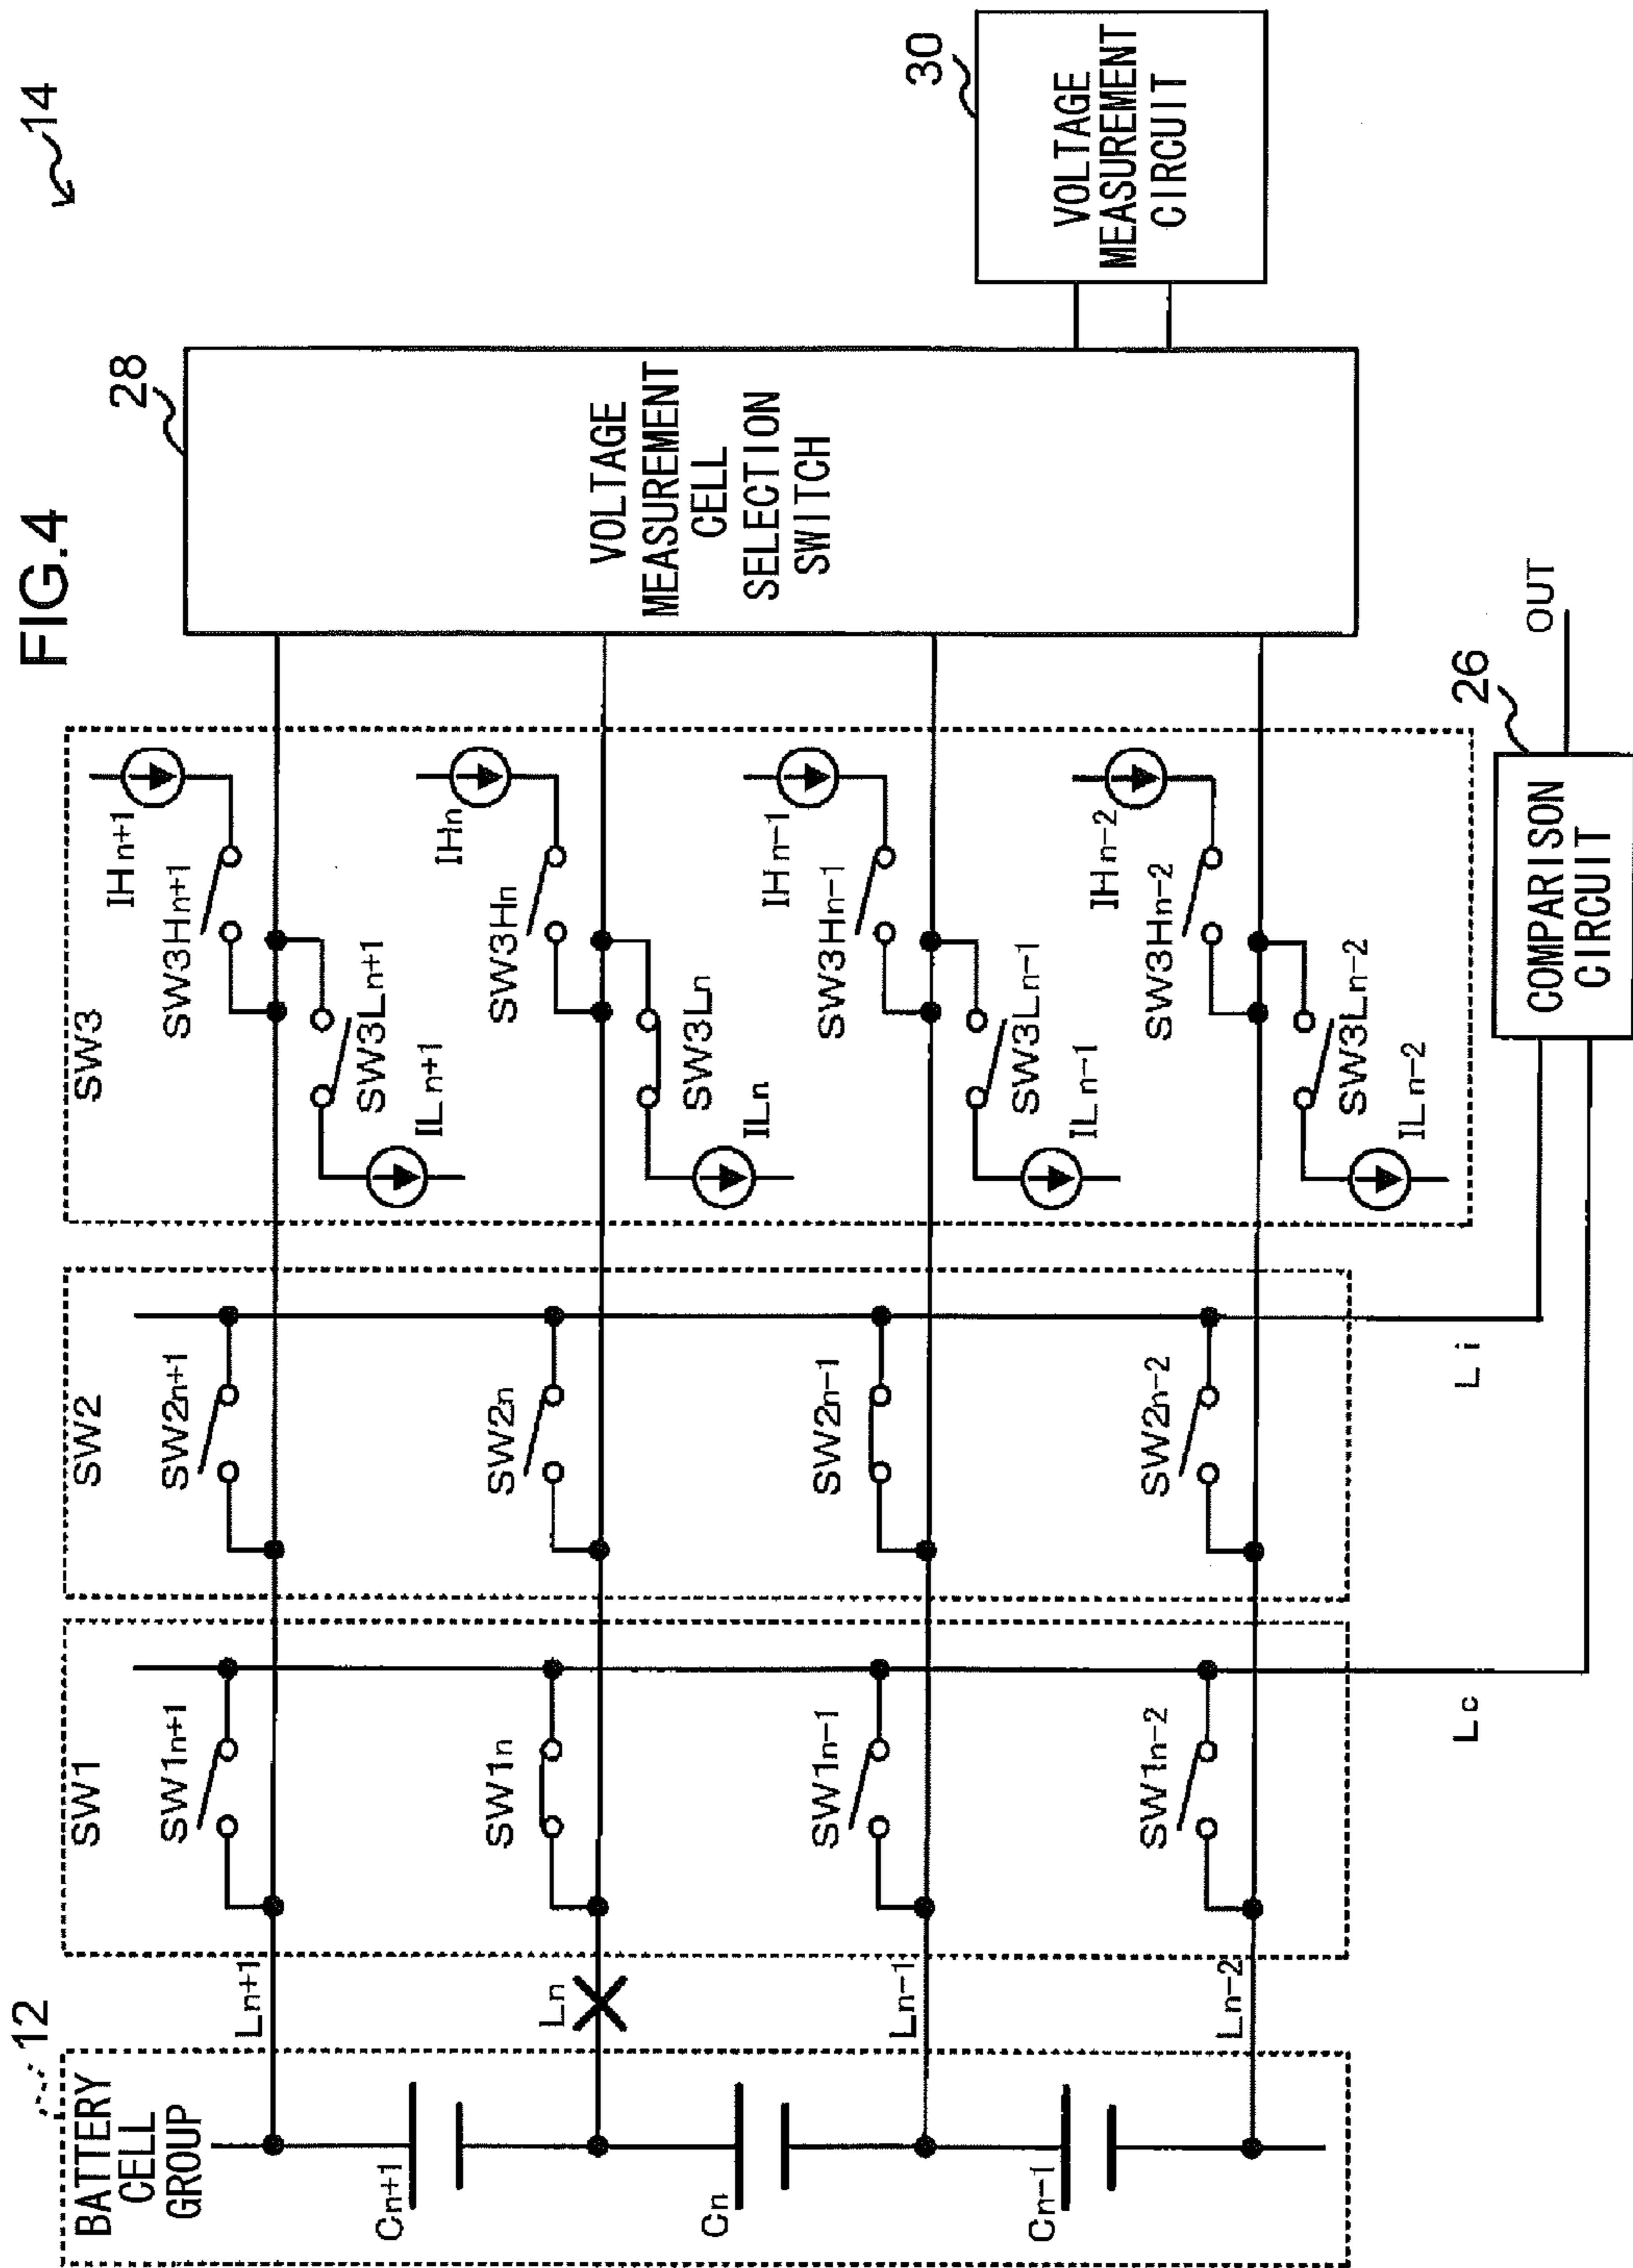 FIG.4
14
BATTERY
CELL
GROUP
12
Cn+1
Cn
Cn-1
Ln+1
Ln
Ln-1
Ln-2
SW1
SW1n+1
SW1n
SW1n-1
SW1n-2
Lc
SW2
SW2n+1
SW2n
SW2n-1
SW2n-2
Li
SW3
IHn+1
SW3Hn+1
SW3Ln+1
ILn+1
IHn
SW3Hn
SW3Ln
ILn
IHn-1
SW3Hn-1
SW3Ln-1
ILn-1
IHn-2
SW3Hn-2
SW3Ln-2
ILn-2
28
VOLTAGE
MEASUREMENT
CELL
SELECTION
SWITCH
30
VOLTAGE
MEASUREMENT
CIRCUIT
26
COMPARISON
CIRCUIT
OUT